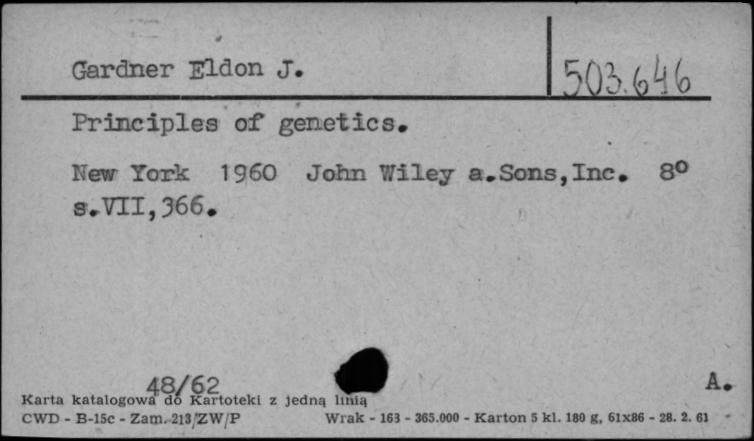 Gardner Eldon J.
503.646
Principles of genetics.
New York 1960 John Wiley a.Sons,Inc. 8º
s.VII,366.
48/62
A.
Karta katalogowa do Kartoteki z jedną linią
CWD - B-15c - Zam. 213/ZW/P Wrak - 163 - 365.000 - Karton 5 kl. 180 g, 61x86 - 28. 2. 61